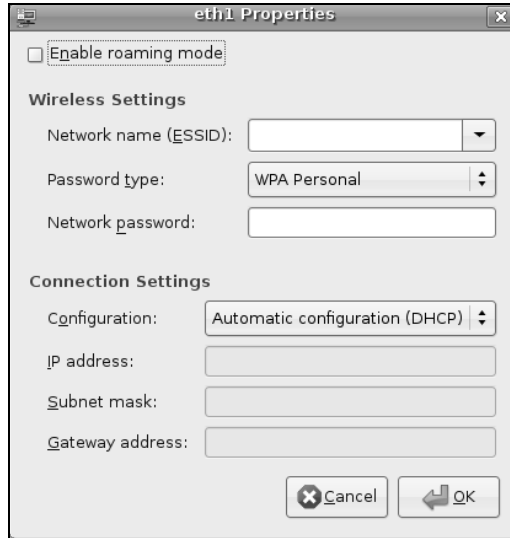 eth1 Properties
Enable roaming mode
Wireless Settings
Network name (ESSID):
Password type: WPA Personal
Network password:
Connection Settings
Configuration: Automatic configuration (DHCP)
IP address:
Subnet mask:
Gateway address:
Cancel OK